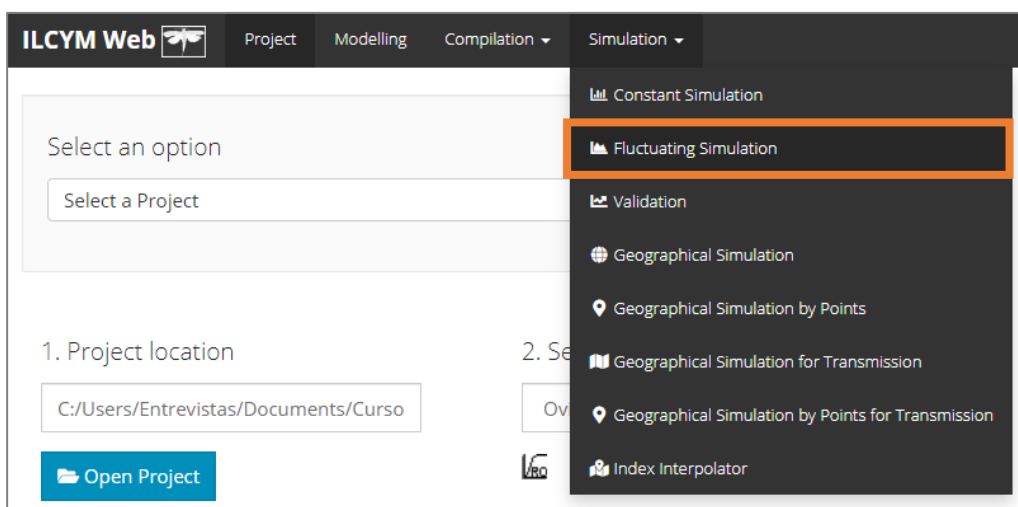 ILCYM Web Project Modelling Compilation Simulation
Constant Simulation
Select an option
Fluctuating Simulation
Select a Project
Validation
Geographical Simulation
Geographical Simulation by Points
1. Project location
2. Se
Geographical Simulation for Transmission
C:/Users/Entrevistas/Documents/Curso
Ovi
Geographical Simulation by Points for Transmission
Open Project
Index Interpolator